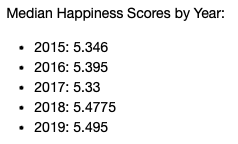 Median Happiness Scores by Year:
• 2015: 5.346
• 2016: 5.395
• 2017: 5.33
• 2018: 5.4775
• 2019: 5.495